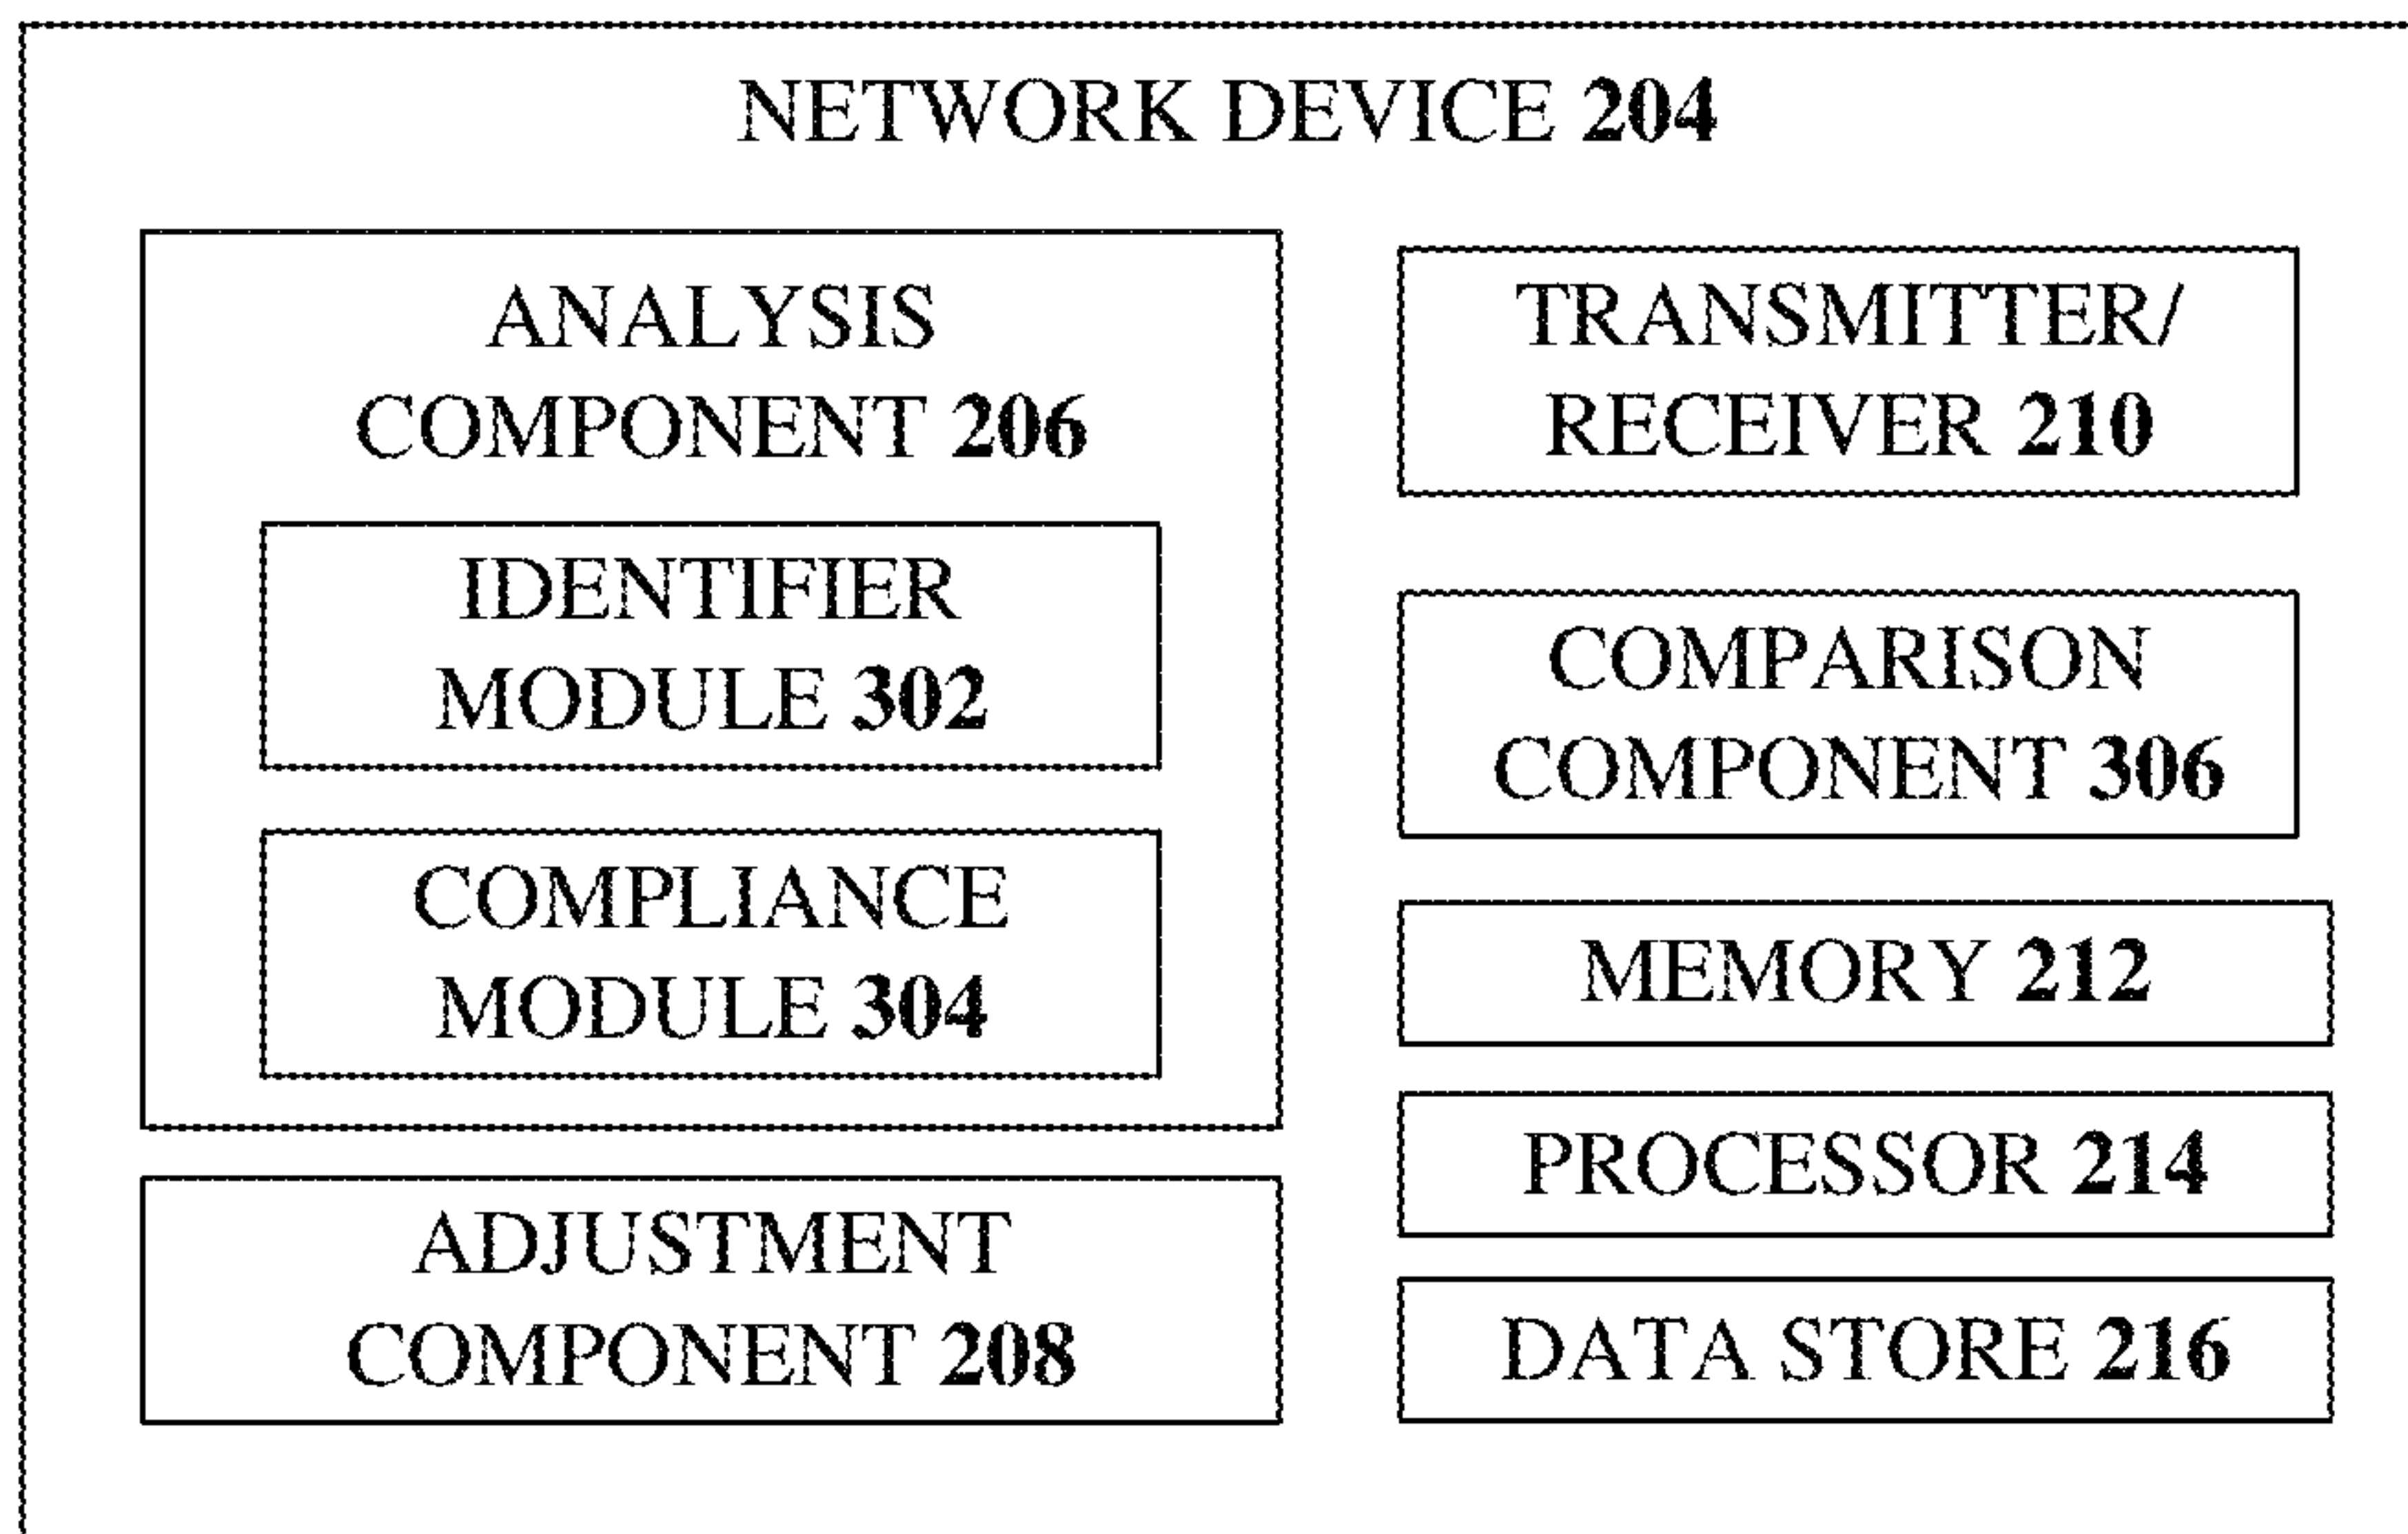 NETWORK DEVICE 204
ANALYSIS
COMPONENT 206
IDENTIFIER
MODULE 302
COMPLIANCE
MODULE 304
ADJUSTMENT
COMPONENT 208
TRANSMITTER/
RECEIVER 210
COMPARISON
COMPONENT 306
MEMORY 212
PROCESSOR 214
DATA STORE 216